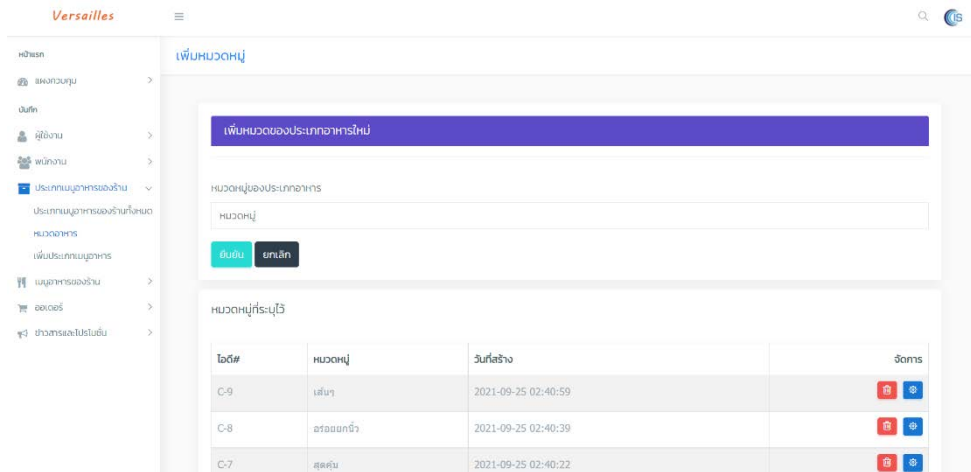 Versailles
IS
หน้าแรก
แผงควบคุม
บันทึก
ผู้ใช้งาน
พนักงาน
ประเภทเมนูอาหารของร้าน
ประเภทเมนูอาหารของร้านทั้งหมด
หมวดอาหาร
เพิ่มประเภทเมนูอาหาร
เมนูอาหารของร้าน
ออเดอร์
ข่าวสารและโปรโมชั่น
เพิ่มหมวดหมู่
เพิ่มหมวดของประเภทอาหารใหม่
หมวดหมู่ของประเภทอาหาร
หมวดหมู่
ยืนยัน ยกเลิก
หมวดหมู่ที่ระบุไว้
ไอดี# หมวดหมู่ วันที่สร้าง จัดการ
C-9 เส้นๆ 2021-09-25 02:40:59
C-8 อร่อยยกนิ้ว 2021-09-25 02:40:39
C-7 สุดคุ้ม 2021-09-25 02:40:22